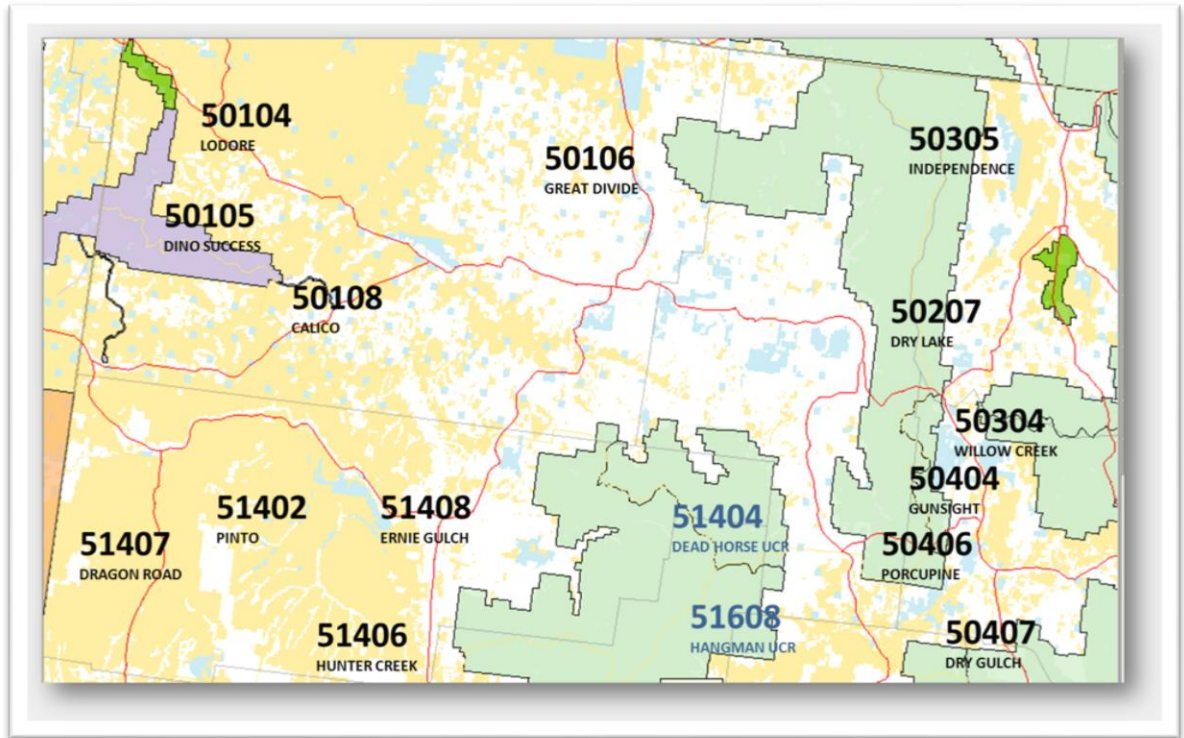 50104
LODORE
50106
GREAT DIVIDE
50305
INDEPENDENCE
50105
DINO SUCCESS
50108
CALICO
50207
DRY LAKE
50304
WILLOW CREEK
50404
GUNSIGHT
51402
PINTO
51408
ERNIE GULCH
51404
DEAD HORSE UCR
51407
DRAGON ROAD
50406
PORCUPINE
51406
HUNTER CREEK
51608
HANGMAN UCR
50407
DRY GULCH